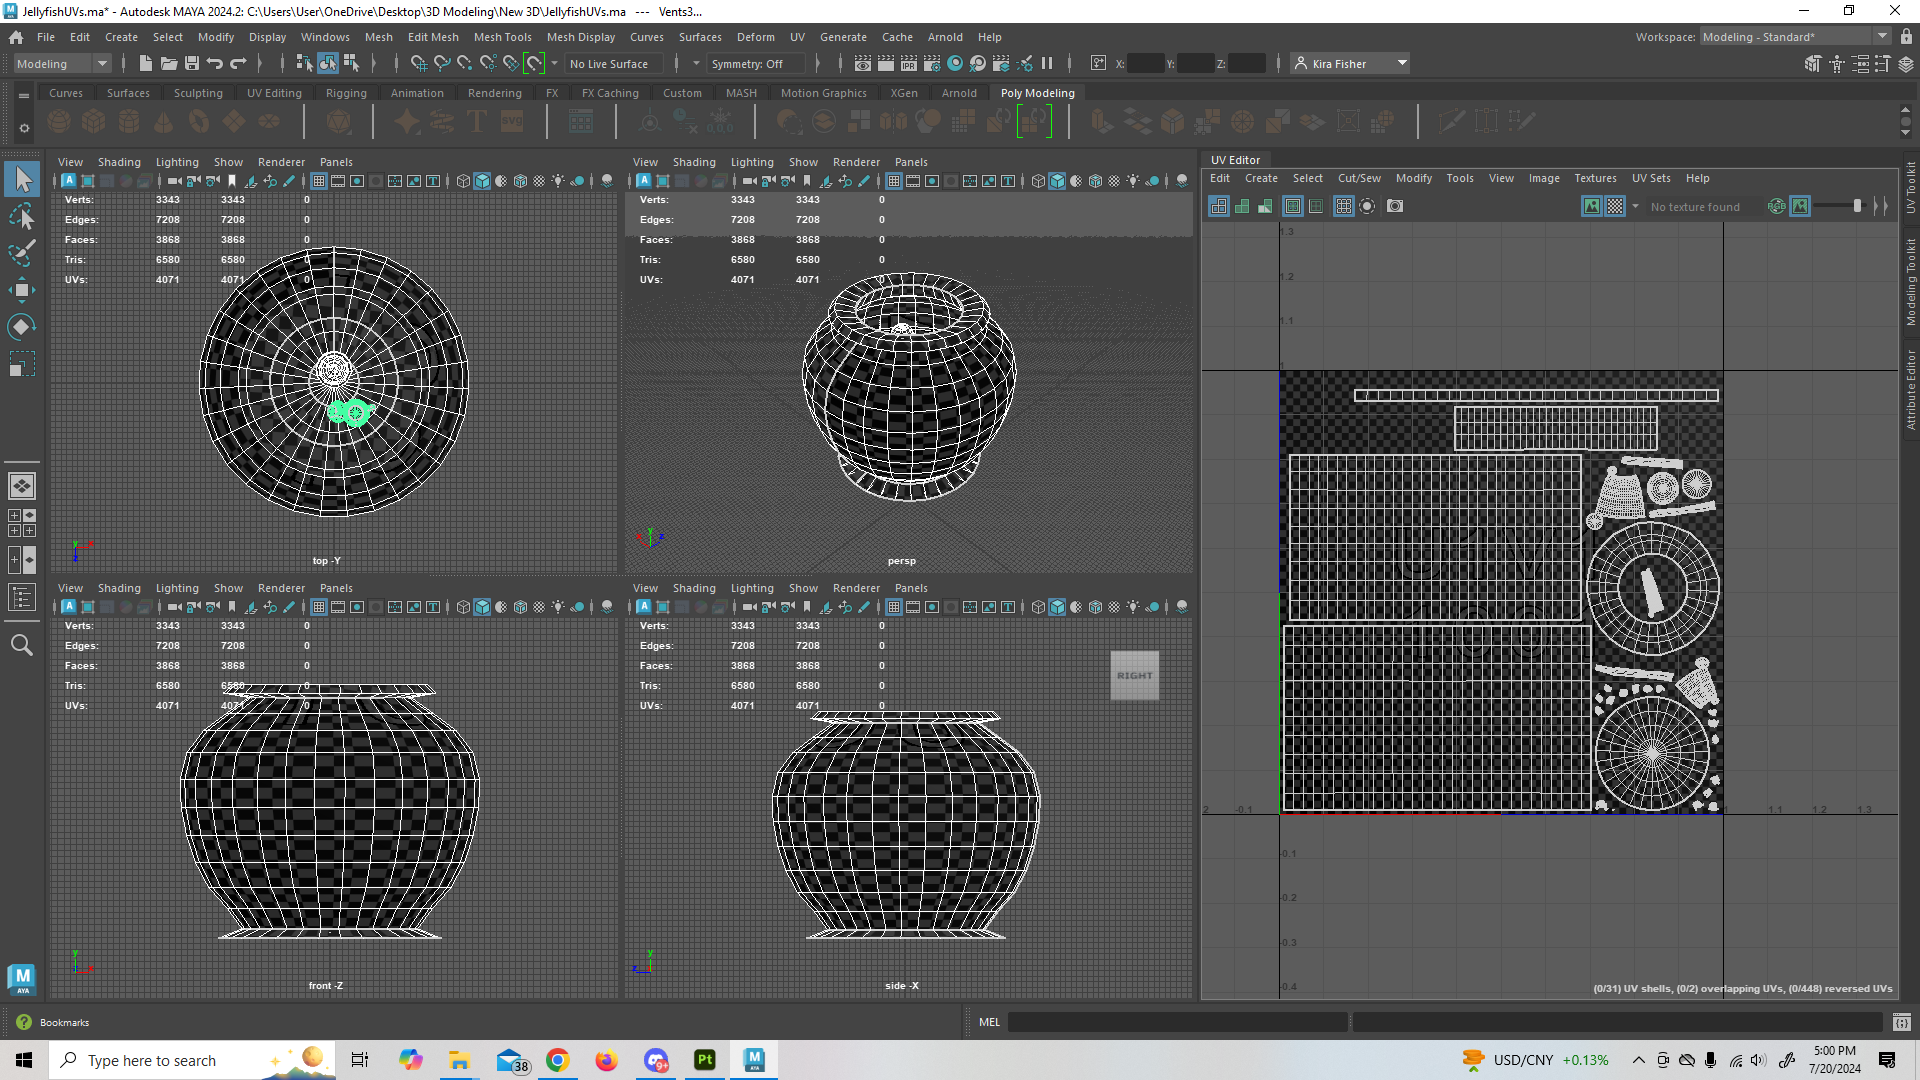 JellyfishUVs.ma* - Autodesk MAYA 2024.2: C:\Users\User\OneDrive\Desktop\3D Modeling\New 3D\JellyfishUVs.ma --- Vents3...
File Edit Create Select Modify Display Windows Mesh Edit Mesh Mesh Tools Mesh Display Curves Surfaces Deform UV Generate Cache Arnold Help
Workspace: Modeling - Standard*
Modeling
No Live Surface
Symmetry: Off
IPR
X: Y: Z:
Kira Fisher
Curves Surfaces Sculpting UV Editing Rigging Animation Rendering FX FX Caching Custom MASH Motion Graphics XGen Arnold Poly Modeling
View Shading Lighting Show Renderer Panels
Verts: 3343 3343 0
Edges: 7208 7208 0
Faces: 3868 3868 0
Tris: 6580 6580 0
UVs: 4071 4071 0
top -Y
View Shading Lighting Show Renderer Panels
Verts: 3343 3343 0
Edges: 7208 7208 0
Faces: 3868 3868 0
Tris: 6580 6580 0
UVs: 4071 4071 0
persp
View Shading Lighting Show Renderer Panels
Verts: 3343 3343 0
Edges: 7208 7208 0
Faces: 3868 3868 0
Tris: 6580 6580 0
UVs: 4071 4071 0
front -Z
View Shading Lighting Show Renderer Panels
Verts: 3343 3343 0
Edges: 7208 7208 0
Faces: 3868 3868 0
Tris: 6580 6580 0
UVs: 4071 4071 0
RIGHT
side -X
UV Editor
Edit Create Select Cut/Sew Modify Tools View Image Textures UV Sets Help
No texture found
RGB
1.3
1.2
1.1
1
U1V1
100
2 -0.1 1 1.1 1.2 1.3
-0.1
-0.2
-0.3
-0.4
(0/31) UV shells, (0/2) overlapping UVs, (0/448) reversed UVs
UV Toolkit
Modeling Toolkit
Attribute Editor
M
AYA
Bookmarks
MEL
Type here to search
38
9+
Pt
M
AYA
USD/CNY +0.13%
5:00 PM
7/20/2024